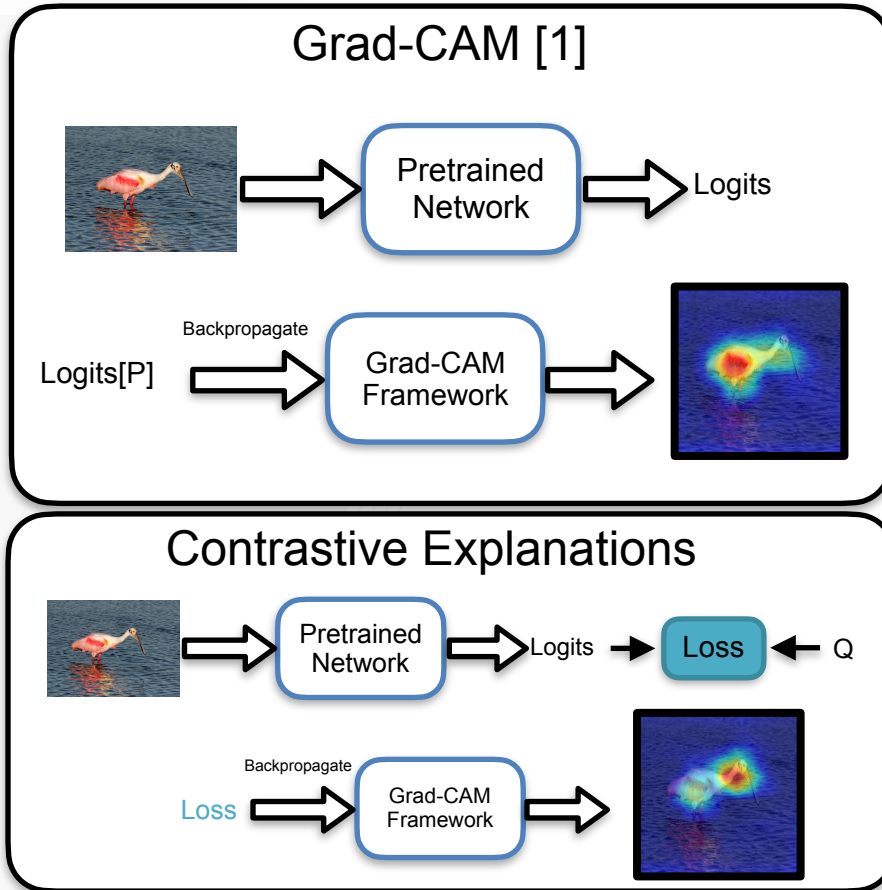 Grad-CAM [1]
Pretrained
Network
Logits
Backpropagate
Logits[P]
Grad-CAM
Framework
Contrastive Explanations
Pretrained
Network
Logits
Loss
Q
Backpropagate
Loss
Grad-CAM
Framework